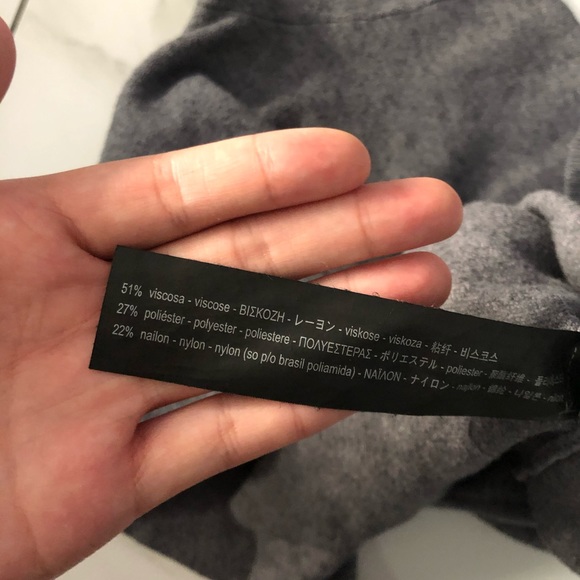 51% viscosa - viscose - ΒΙΣΚΟΖΗ - レーヨン - viskose - viskoza - 粘纤 - 비스코스
27% poliéster - polyester - poliestere - ΠΟΛΥΕΣΤΕΡΑΣ - ポリエステル - poliester -
22% nailon - nylon - nylon (so p/o brasil poliamida) - ΝΑΪΛΟΝ - ナイロン -